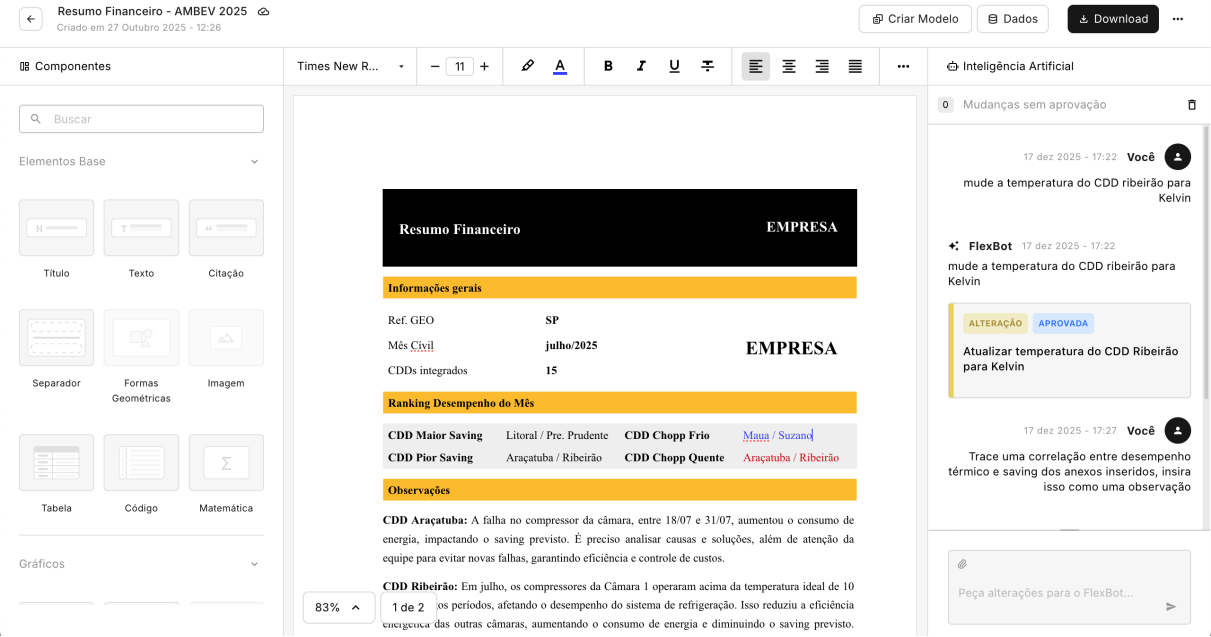 Resumo Financeiro - AMBEV 2025
Criado em 27 Outubro 2025 - 12:26
Criar Modelo
Dados
Download
Componentes
Times New R...
11
A
B
I
U
T
Inteligência Artificial
Buscar
Elementos Base
H
T
Título
Texto
Citação
Separador
Formas
Geométricas
Imagem
Σ
Tabela
Código
Matemática
Gráficos
Resumo Financeiro
EMPRESA
Informações gerais
Ref. GEO
SP
Mês Cívil
julho/2025
EMPRESA
CDDs integrados
15
Ranking Desempenho do Mês
CDD Maior Saving
Litoral / Pre. Prudente
CDD Chopp Frio
Maua / Suzano
CDD Pior Saving
Araçatuba / Ribeirão
CDD Chopp Quente
Araçatuba / Ribeirão
Observações
CDD Araçatuba: A falha no compressor da câmara, entre 18/07 e 31/07, aumentou o consumo de
energia, impactando o saving previsto. É preciso analisar causas e soluções, além de atenção da
equipe para evitar novas falhas, garantindo eficiência e controle de custos.
CDD Ribeirão: Em julho, os compressores da Câmara 1 operaram acima da temperatura ideal de 10
os períodos, afetando o desempenho do sistema de refrigeração. Isso reduziu a eficiência
energética das outras câmaras, aumentando o consumo de energia e diminuindo o saving previsto.
83%
1 de 2
0
Mudanças sem aprovação
17 dez 2025 - 17:22
Você
mude a temperatura do CDD ribeirão para
Kelvin
FlexBot
17 dez 2025 - 17:22
mude a temperatura do CDD ribeirão para
Kelvin
ALTERAÇÃO
APROVADA
Atualizar temperatura do CDD Ribeirão
para Kelvin
17 dez 2025 - 17:27
Você
Trace uma correlação entre desempenho
térmico e saving dos anexos inseridos, insira
isso como uma observação
Peça alterações para o FlexBot...